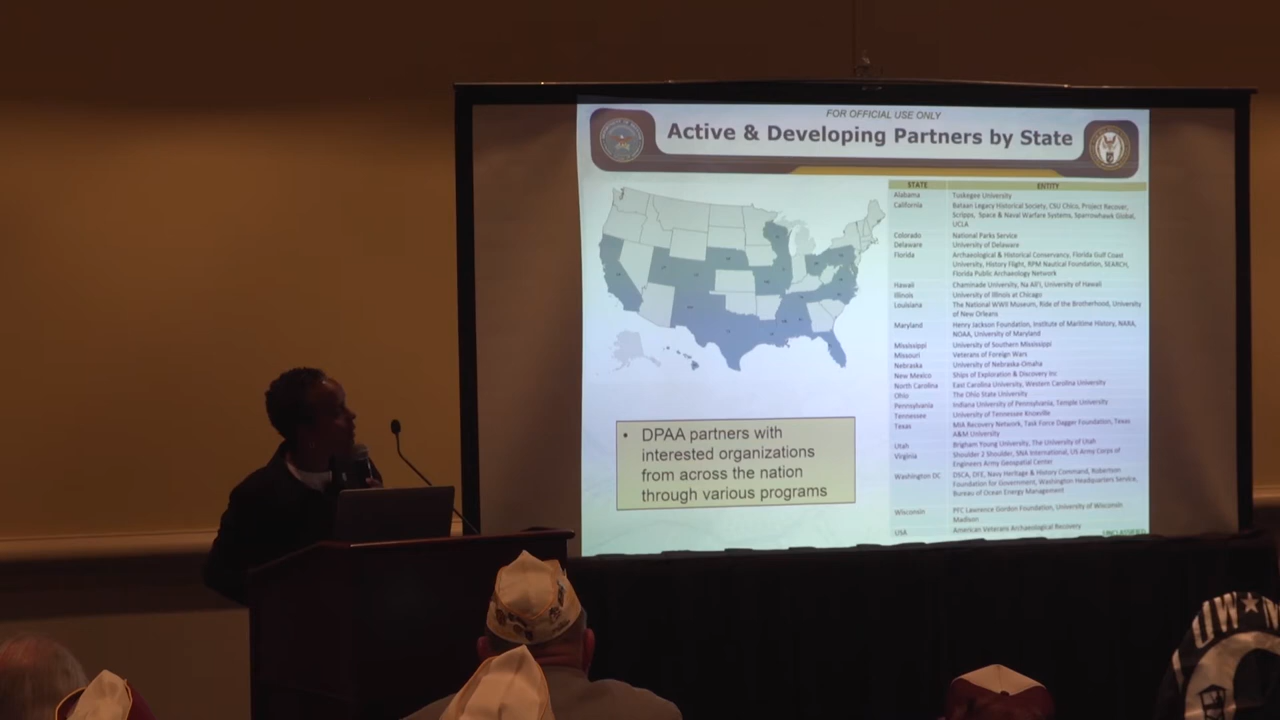 FOR OFFICIAL USE ONLY
Active & Developing Partners by State
STATE ENTITY
Alabama Tuskegee University
California Bataan Legacy Historical Society, CSU Chico, Project Recover,
Scripps, Space & Naval Warfare Systems, Sparrowhawk Global,
UCLA
Colorado National Parks Service
Delaware University of Delaware
Florida Archaeological & Historical Conservancy, Florida Gulf Coast
University, History Flight, RPM Nautical Foundation, SEARCH,
Florida Public Archaeology Network
Hawaii Chaminade University, Na Ali'i, University of Hawaii
Illinois University of Illinois at Chicago
Louisiana The National WWII Museum, Ride of the Brotherhood, University
of New Orleans
Maryland Henry Jackson Foundation, Institute of Maritime History, NARA,
NOAA, University of Maryland
Mississippi University of Southern Mississippi
Missouri Veterans of Foreign Wars
Nebraska University of Nebraska-Omaha
New Mexico Ships of Exploration & Discovery Inc
North Carolina East Carolina University, Western Carolina University
Ohio The Ohio State University
Pennsylvania Indiana University of Pennsylvania, Temple University
Tennessee University of Tennessee Knoxville
Texas MIA Recovery Network, Task Force Dagger Foundation, Texas
A&M University
Utah Brigham Young University, The University of Utah
Virginia Shoulder 2 Shoulder, SNA International, US Army Corps of
Engineers Army Geospatial Center
Washington DC DSCA, DFE, Navy Heritage & History Command, Robertson
Foundation for Government, Washington Headquarters Service,
Bureau of Ocean Energy Management
Wisconsin PFC Lawrence Gordon Foundation, University of Wisconsin
Madison
USA American Veterans Archaeological Recovery
UNCLASSIFIED
• DPAA partners with
interested organizations
from across the nation
through various programs